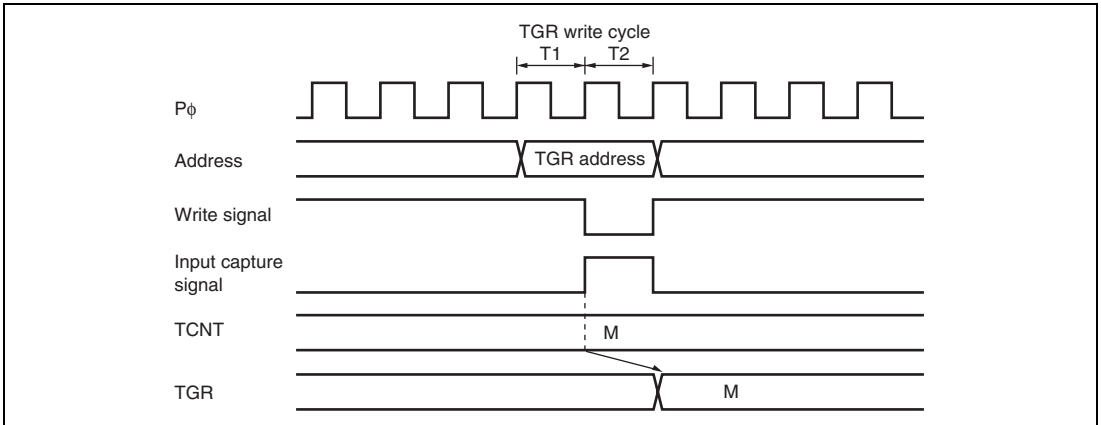 TGR write cycle
T1 T2
Pϕ
Address
TGR address
Write signal
Input capture
signal
TCNT
M
TGR
M